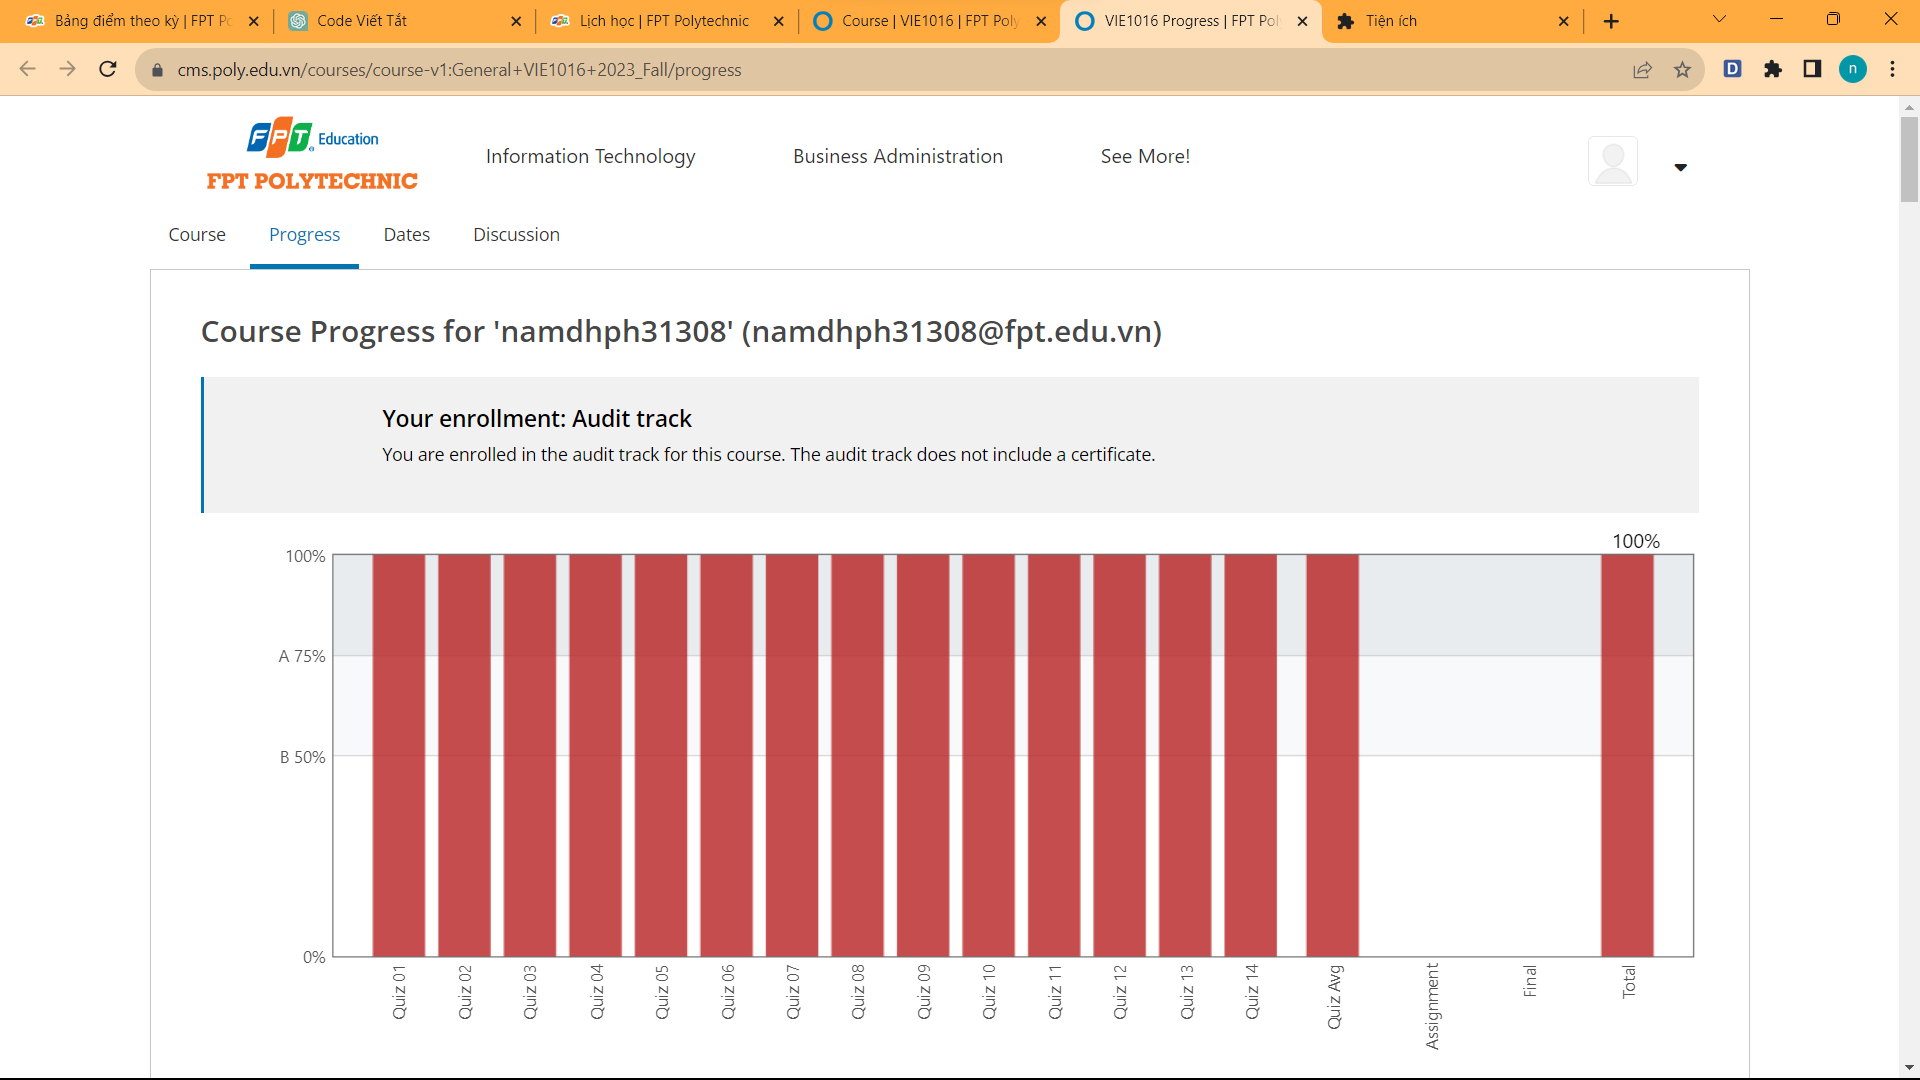 Bảng điểm theo kỳ | FPT Po
Code Viết Tắt
Lịch học | FPT Polytechnic
Course | VIE1016 | FPT Poly
VIE1016 Progress | FPT Pol
Tiện ích
cms.poly.edu.vn/courses/course-v1:General+VIE1016+2023_Fall/progress
D
n
FPT Education
FPT POLYTECHNIC
Information Technology
Business Administration
See More!
Course
Progress
Dates
Discussion
Course Progress for 'namdhph31308' (namdhph31308@fpt.edu.vn)
Your enrollment: Audit track
You are enrolled in the audit track for this course. The audit track does not include a certificate.
100%
100%
A 75%
B 50%
0%
Quiz 01
Quiz 02
Quiz 03
Quiz 04
Quiz 05
Quiz 06
Quiz 07
Quiz 08
Quiz 09
Quiz 10
Quiz 11
Quiz 12
Quiz 13
Quiz 14
Quiz Avg
Assignment
Final
Total